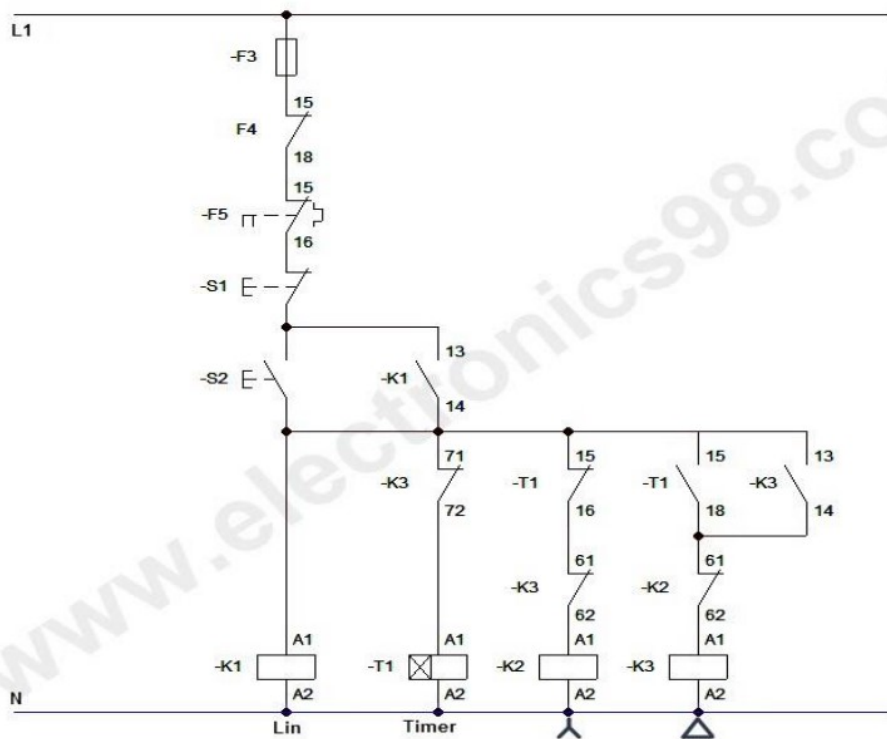 L1
-F3
15
F4
18
15
-F5
16
-S1
13
-S2
-K1
14
71
15
15
13
-K3
-T1
-T1
-K3
72
16
18
14
61
61
-K3
-K2
62
62
A1
A1
A1
A1
-K1
-T1
-K2
-K3
A2
A2
A2
A2
N
Lin
Timer
www.electronics98.co